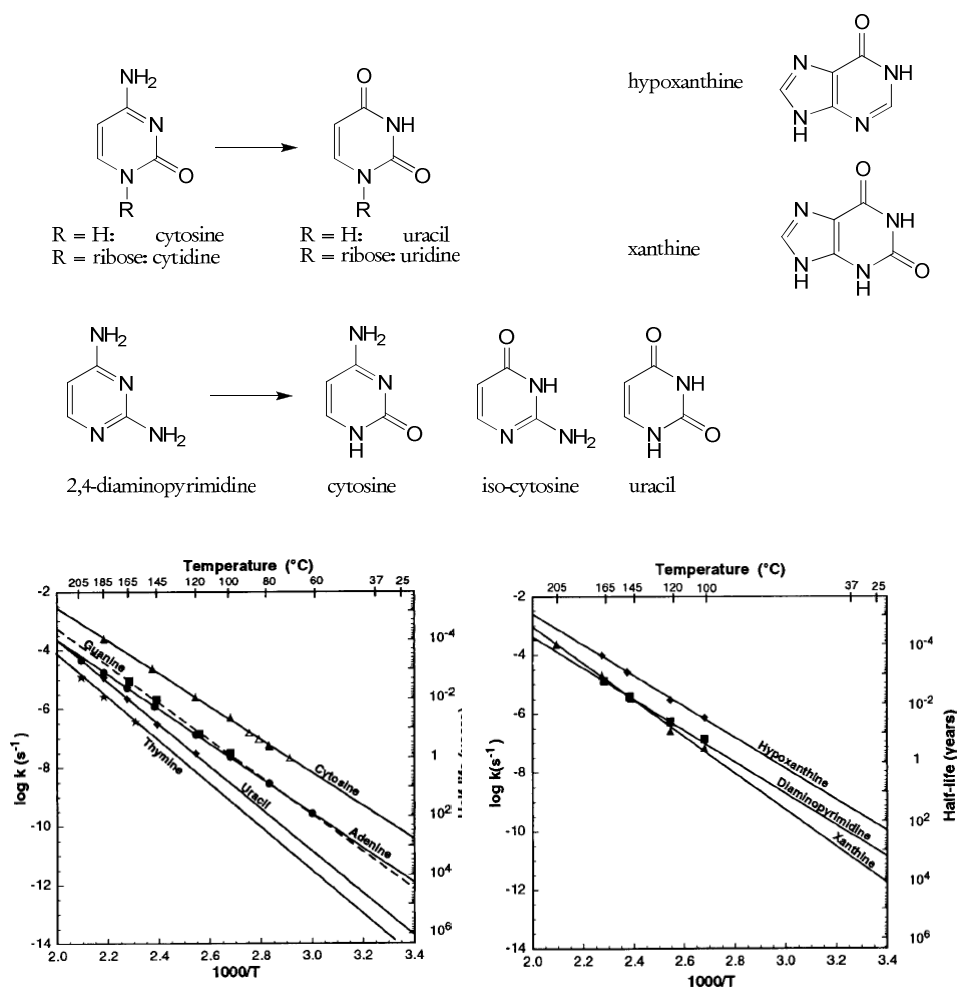 NH₂
N
N
O
R
R = H: cytosine
R = ribose: cytidine
O
NH
N
O
R
R = H: uracil
R = ribose: uridine
hypoxanthine
O
N
NH
N
H
N
xanthine
O
N
NH
N
H
N
H
O
NH₂
N
N
NH₂
2,4-diaminopyrimidine
NH₂
N
N
H
O
cytosine
O
NH
N
NH₂
iso-cytosine
O
NH
N
H
O
uracil
Temperature (°C)
205 185 165 145 120 100 80 60 37 25
log k (s⁻¹)
-2
-4
-6
-8
-10
-12
-14
Guanine
Thymine
Uracil
Cytosine
Adenine
10⁻⁴
10⁻²
1
10²
10⁴
10⁶
2.0 2.2 2.4 2.6 2.8 3.0 3.2 3.4
1000/T
Temperature (°C)
205 165 145 120 100 37 25
log k(s⁻¹)
-2
-4
-6
-8
-10
-12
-14
Hypoxanthine
Diaminopyrimidine
Xanthine
10⁻⁴
10⁻²
1
10²
10⁴
10⁶
Half-life (years)
2.0 2.2 2.4 2.6 2.8 3.0 3.2 3.4
1000/T